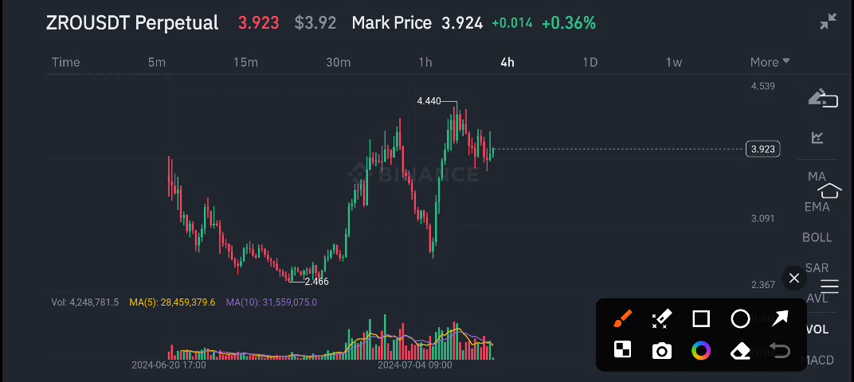 ZROUSDT Perpetual 3.923 $3.92 Mark Price 3.924 +0.014 +0.36%
Time 5m 15m 30m 1h 4h 1D 1w More
4.539
4.440
3.923
BINANCE
MA
EMA
3.091
BOLL
SAR
2.466
2.367
AVL
Vol: 4,248,781.5 MA(5): 28,459,379.6 MA(10): 31,559,075.0
VOL
MACD
2024-06-20 17:00 2024-07-04 09:00